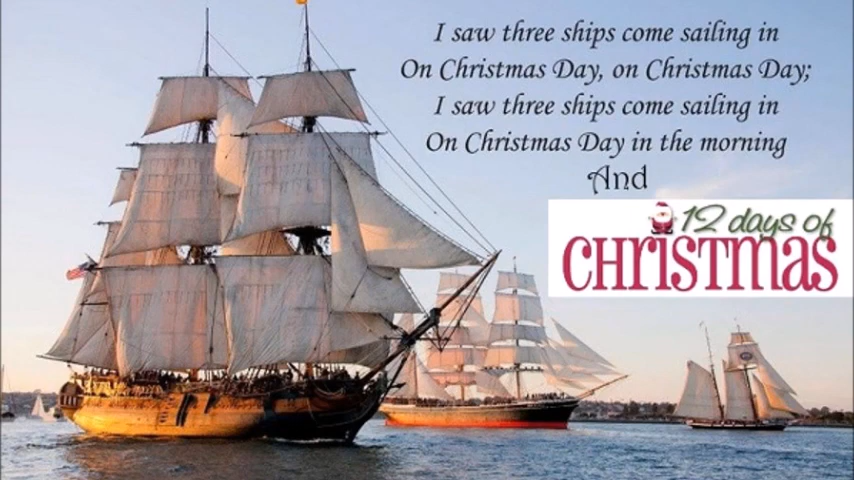 I saw three ships come sailing in
On Christmas Day, on Christmas Day;
I saw three ships come sailing in
On Christmas Day in the morning
And
12 days of
CHRISTMAS